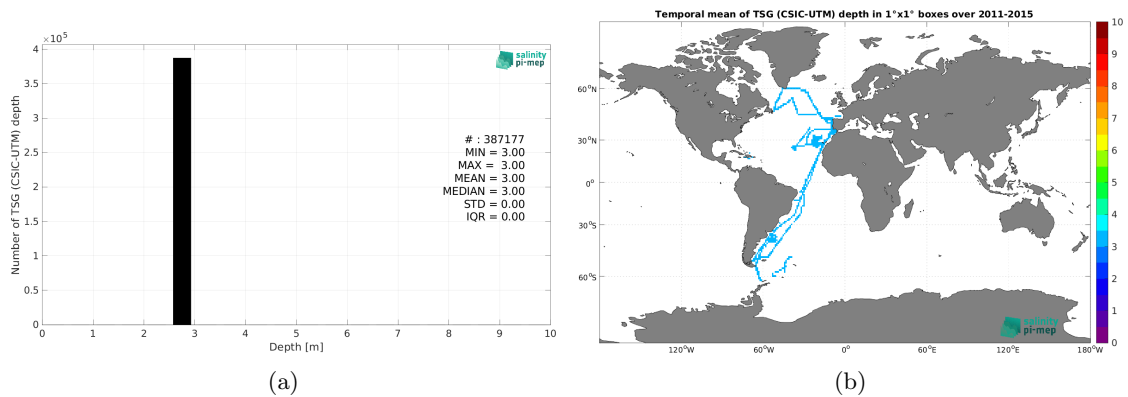 ×10⁵
4
3.5
3
2.5
2
1.5
1
0.5
0
Number of TSG (CSIC-UTM) depth
salinity
pi-mep
# : 387177
MIN = 3.00
MAX = 3.00
MEAN = 3.00
MEDIAN = 3.00
STD = 0.00
IQR = 0.00
0 1 2 3 4 5 6 7 8 9 10
Depth [m]
(a)
Temporal mean of TSG (CSIC-UTM) depth in 1°x1° boxes over 2011-2015
60°N
30°N
0°
30°S
60°S
120°W 60°W 0° 60°E 120°E 180°W
salinity
pi-mep
10
9
8
7
6
5
4
3
2
1
0
(b)